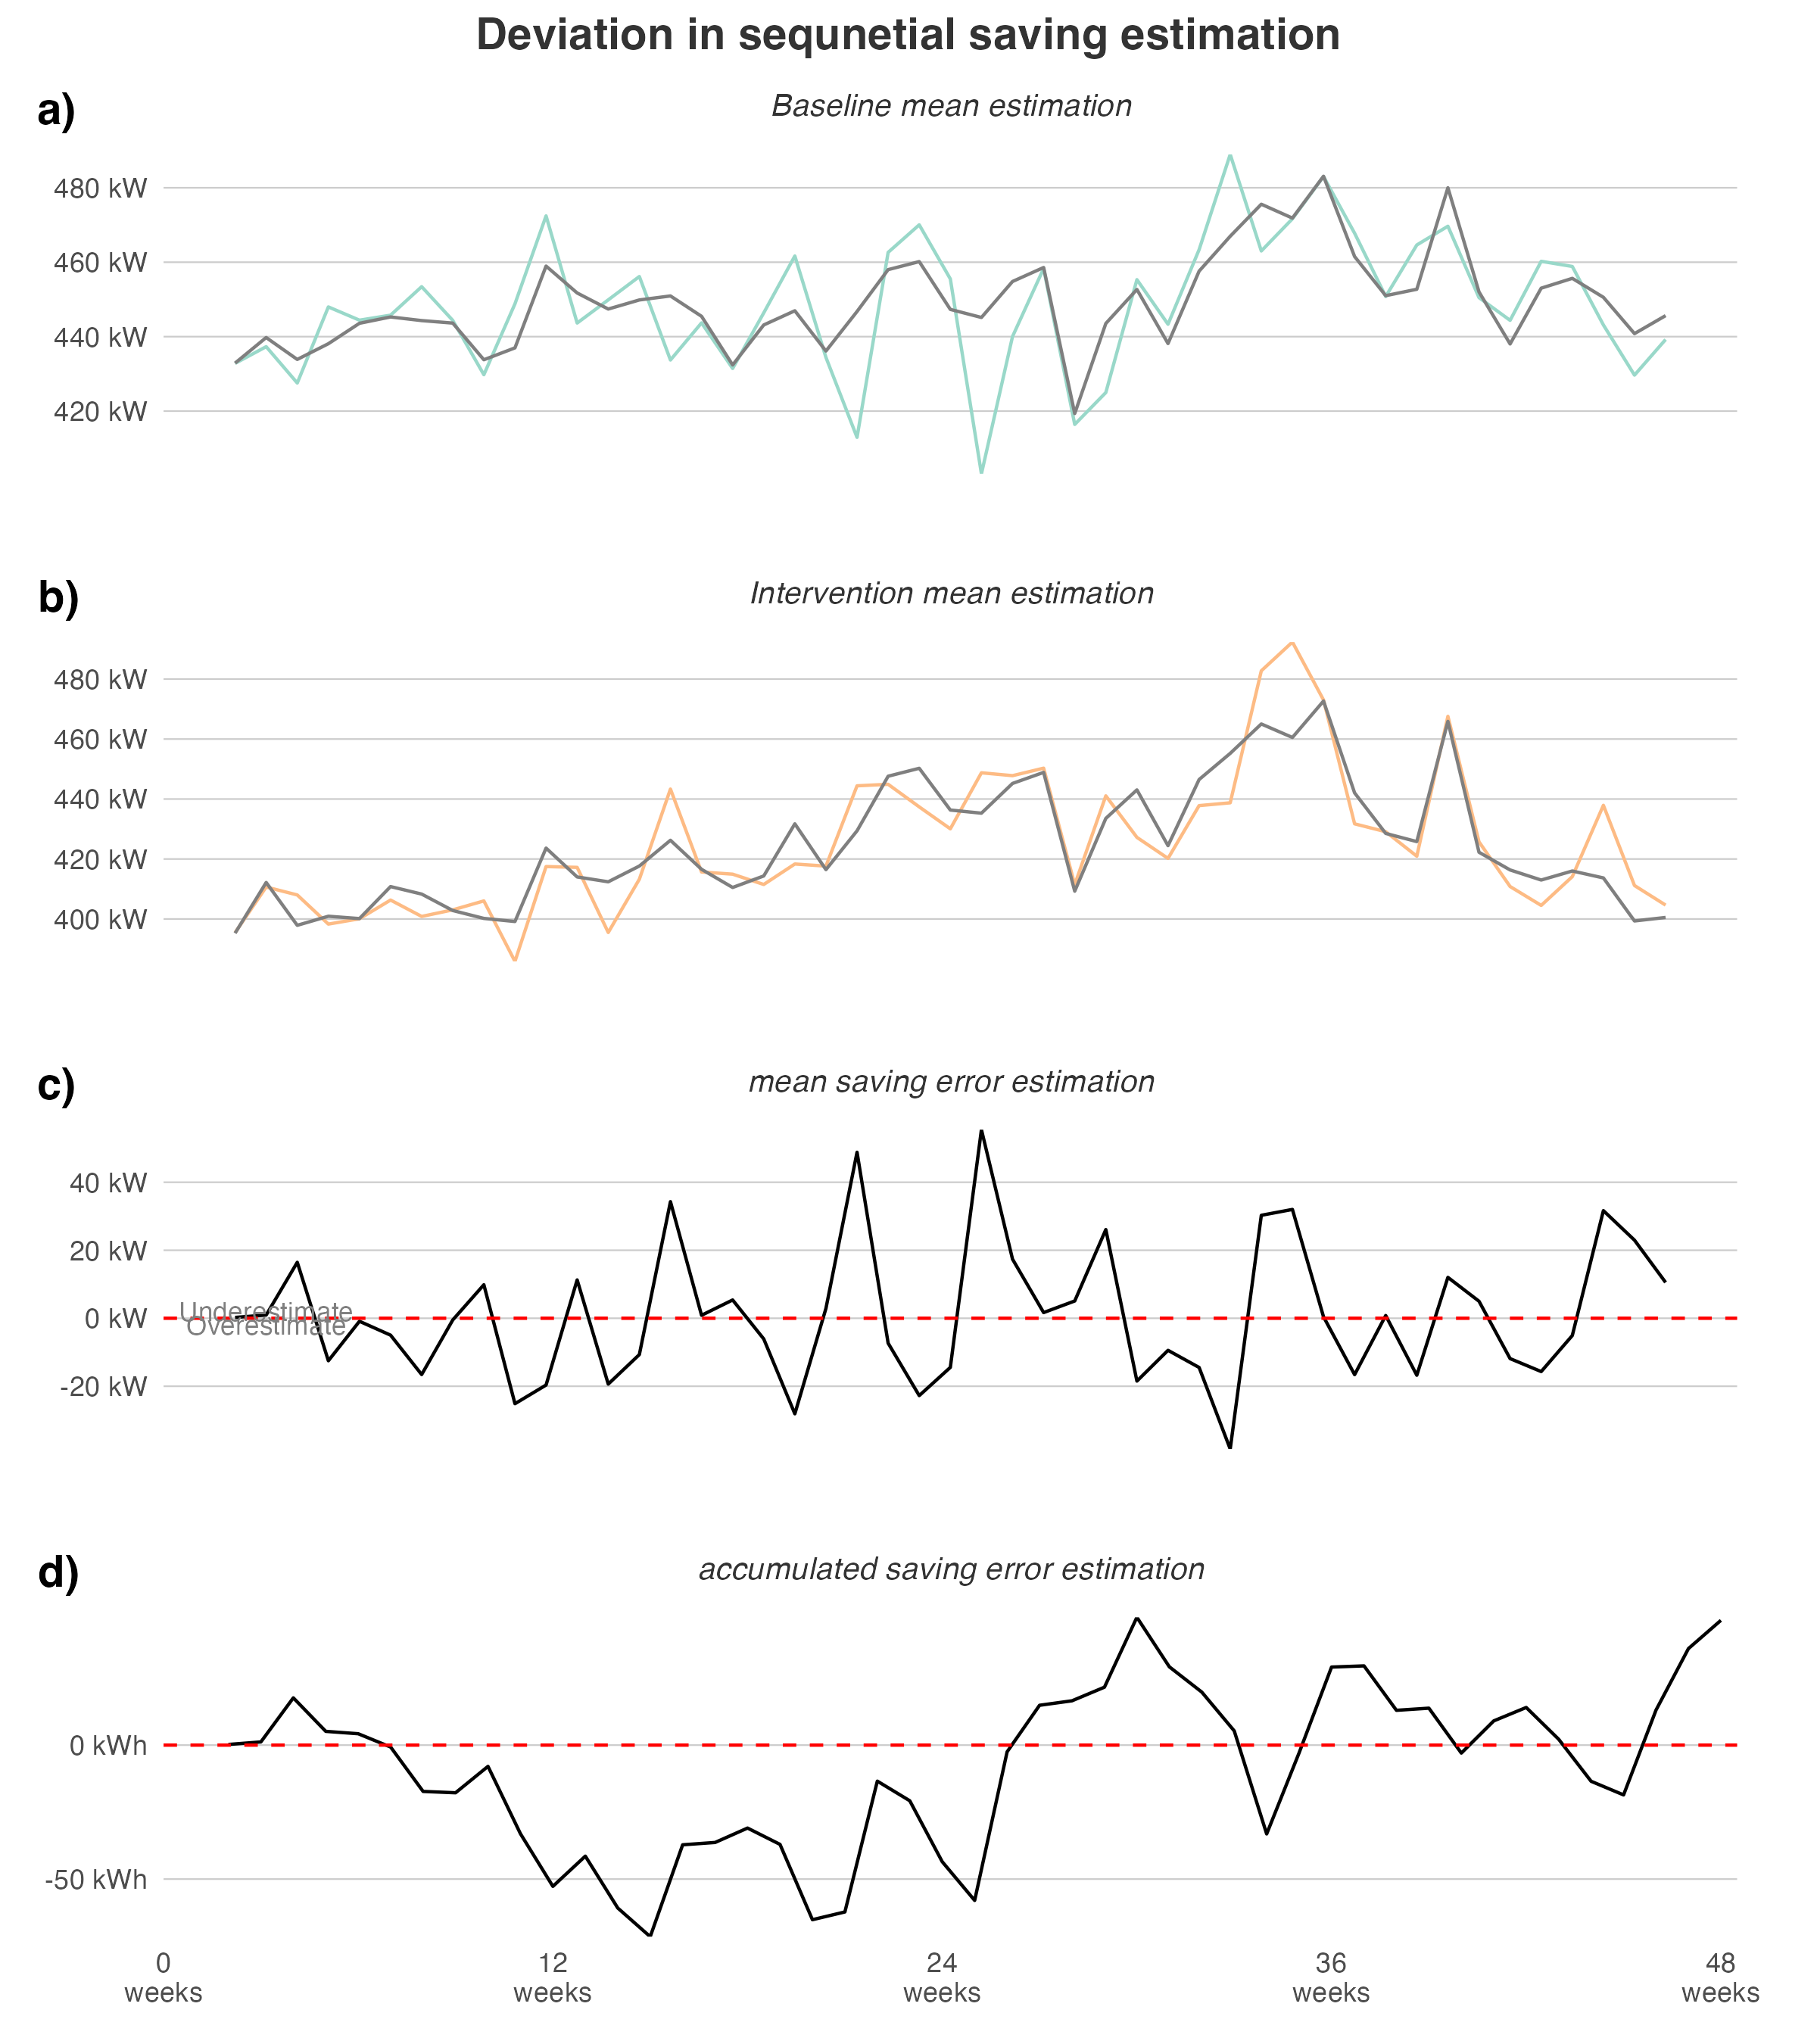 Deviation in sequnetial saving estimation
a)
Baseline mean estimation
480 kW
460 kW
440 kW
420 kW
b)
Intervention mean estimation
480 kW
460 kW
440 kW
420 kW
400 kW
c)
mean saving error estimation
40 kW
20 kW
0 kW
-20 kW
Underestimate
Overestimate
d)
accumulated saving error estimation
0 kWh
-50 kWh
0 12 24 36 48
weeks weeks weeks weeks weeks